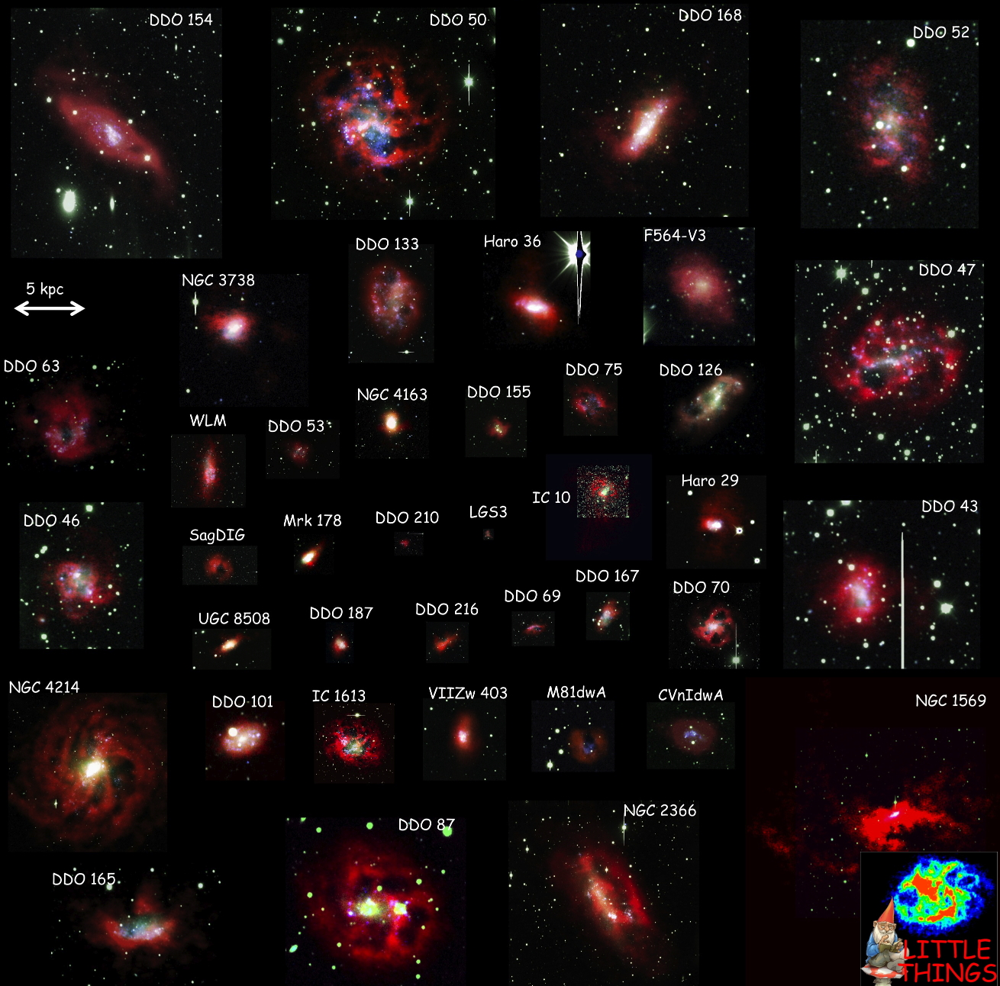 DDO 154
DDO 50
DDO 168
DDO 52
DDO 133
Haro 36
F564-V3
DDO 47
NGC 3738
5 kpc
DDO 63
DDO 75
DDO 126
NGC 4163
DDO 155
WLM
DDO 53
IC 10
Haro 29
DDO 46
Mrk 178
DDO 210
LGS3
DDO 43
SagDIG
DDO 167
DDO 70
DDO 69
UGC 8508
DDO 187
DDO 216
NGC 4214
DDO 101
IC 1613
VIIZw 403
M81dwA
CVnIdwA
NGC 1569
DDO 87
NGC 2366
DDO 165
LITTLE
THINGS